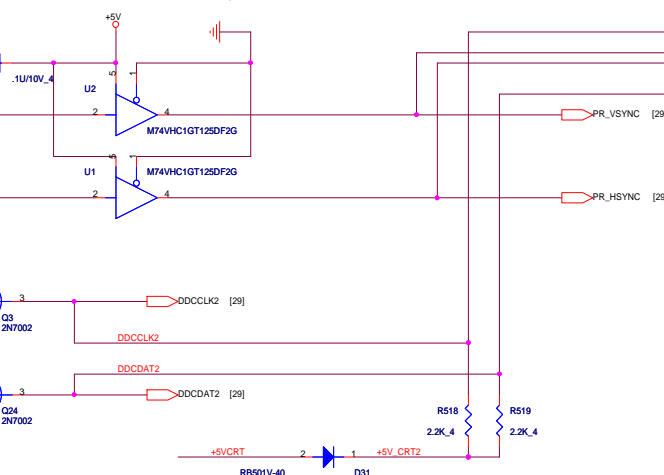 +5V
.1U/10V_4
5
1
U2
2
4
M74VHC1GT125DF2G
PR_VSYNC [29
5
1
U1
M74VHC1GT125DF2G
2
4
PR_HSYNC [29
3
DDCCLK2 [29]
Q3
2N7002
DDCCLK2
DDCDAT2
3
DDCDAT2 [29]
Q24
2N7002
R518
R519
2.2K_4
2.2K_4
+5VCRT
2
1
+5V_CRT2
RB501V-40
D31